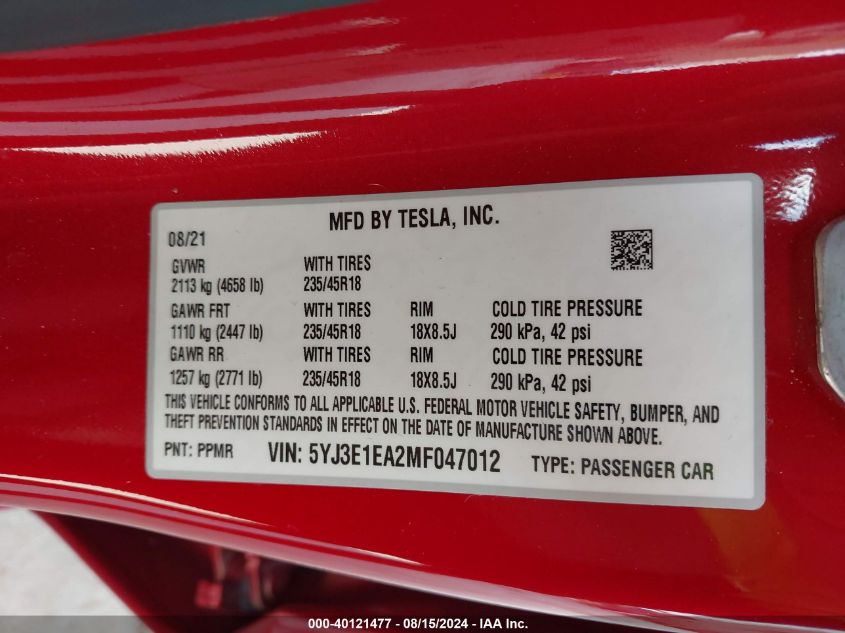 MFD BY TESLA, INC.
08/21
GVWR WITH TIRES
2113 kg (4658 lb) 235/45R18
GAWR FRT WITH TIRES RIM COLD TIRE PRESSURE
1110 kg (2447 lb) 235/45R18 18X8.5J 290 kPa, 42 psi
GAWR RR WITH TIRES RIM COLD TIRE PRESSURE
1257 kg (2771 lb) 235/45R18 18X8.5J 290 kPa, 42 psi
THIS VEHICLE CONFORMS TO ALL APPLICABLE U.S. FEDERAL MOTOR VEHICLE SAFETY, BUMPER, AND
THEFT PREVENTION STANDARDS IN EFFECT ON THE DATE OF MANUFACTURE SHOWN ABOVE.
PNT: PPMR VIN: 5YJ3E1EA2MF047012 TYPE: PASSENGER CAR
000-40121477 - 08/15/2024 - IAA Inc.